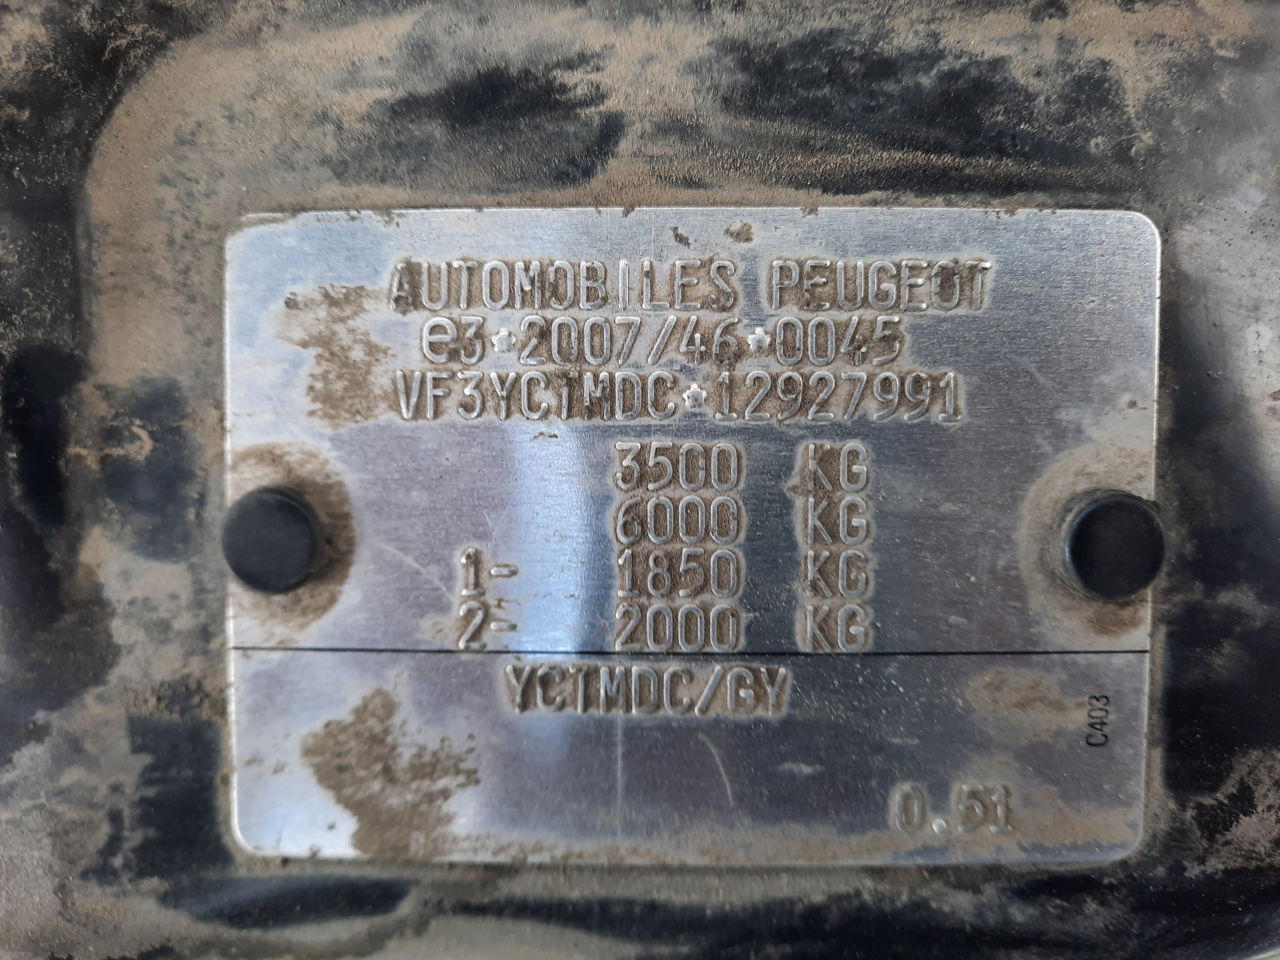 AUTOMOBILES PEUGEOT
e3*2007/46*0045
VF3YCTMDC*12927991
3500 KG
6000 KG
1- 1850 KG
2- 2000 KG
YCTMDC/GY
C403
0.51